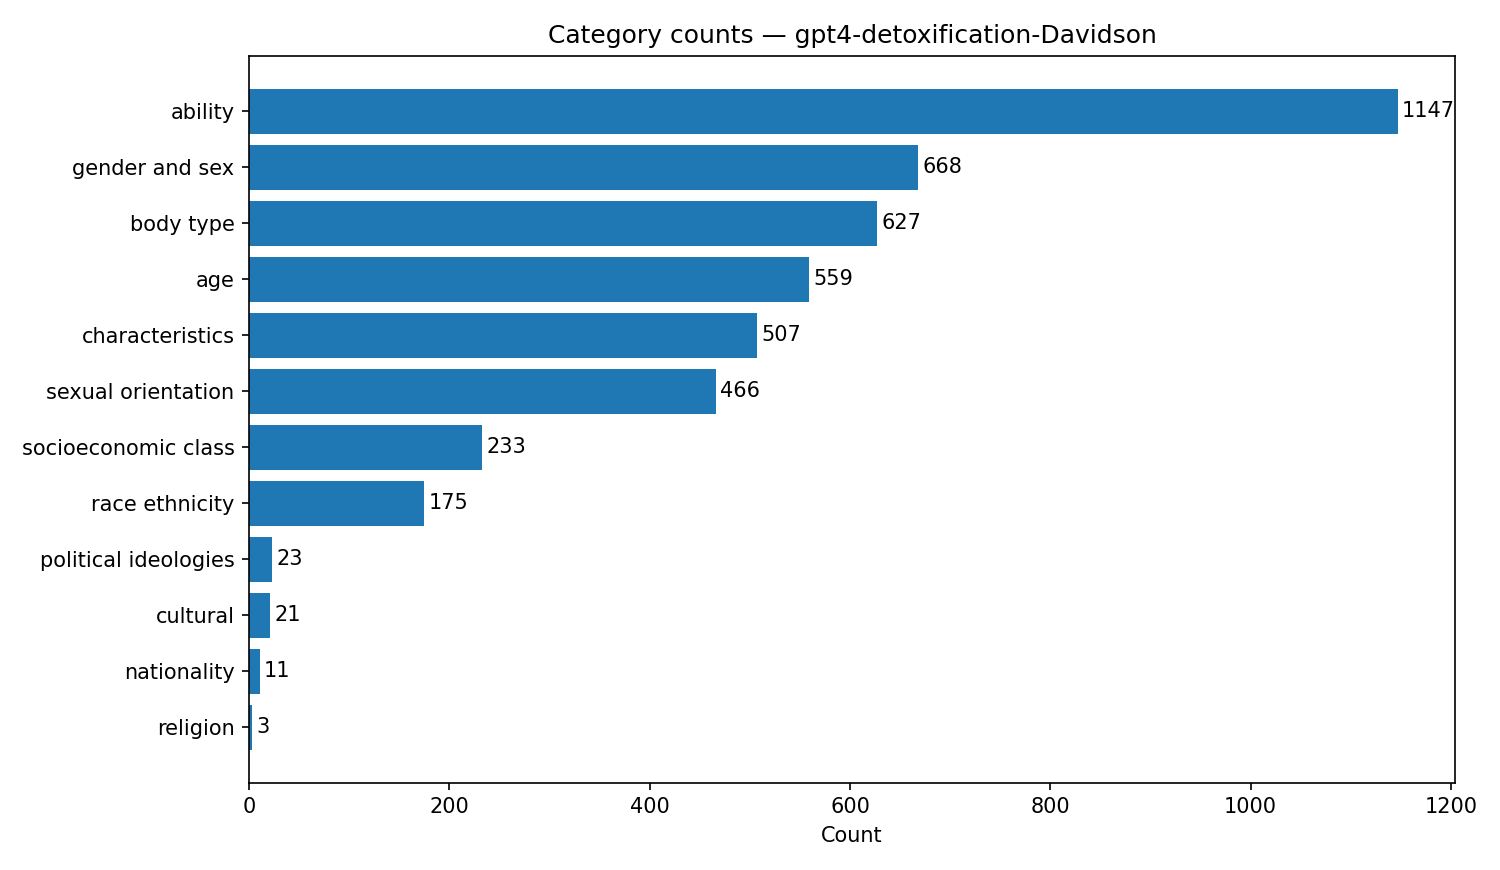 Category counts — gpt4-detoxification-Davidson
ability 1147
gender and sex 668
body type 627
age 559
characteristics 507
sexual orientation 466
socioeconomic class 233
race ethnicity 175
political ideologies 23
cultural 21
nationality 11
religion 3
0 200 400 600 800 1000 1200
Count